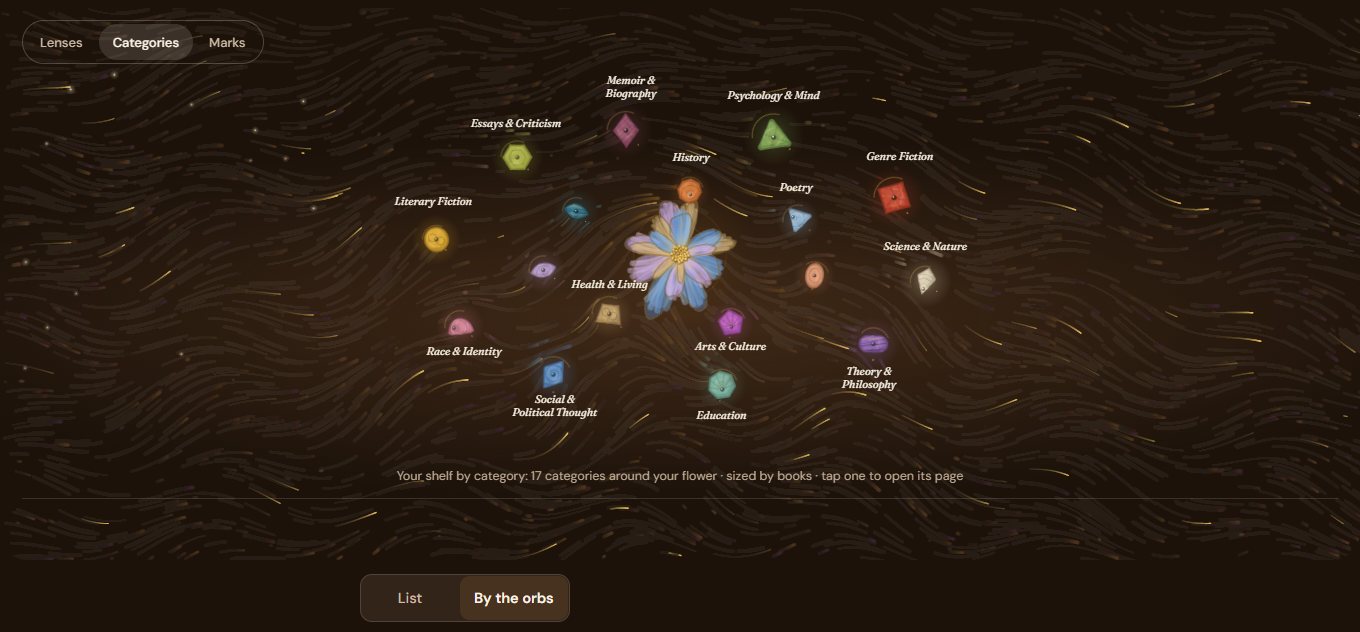 Lenses
Categories
Marks
Memoir &
Biography
Psychology & Mind
Essays & Criticism
History
Genre Fiction
Poetry
Literary Fiction
Science & Nature
Health & Living
Race & Identity
Arts & Culture
Theory &
Philosophy
Social &
Political Thought
Education
Your shelf by category: 17 categories around your flower · sized by books · tap one to open its page
List
By the orbs